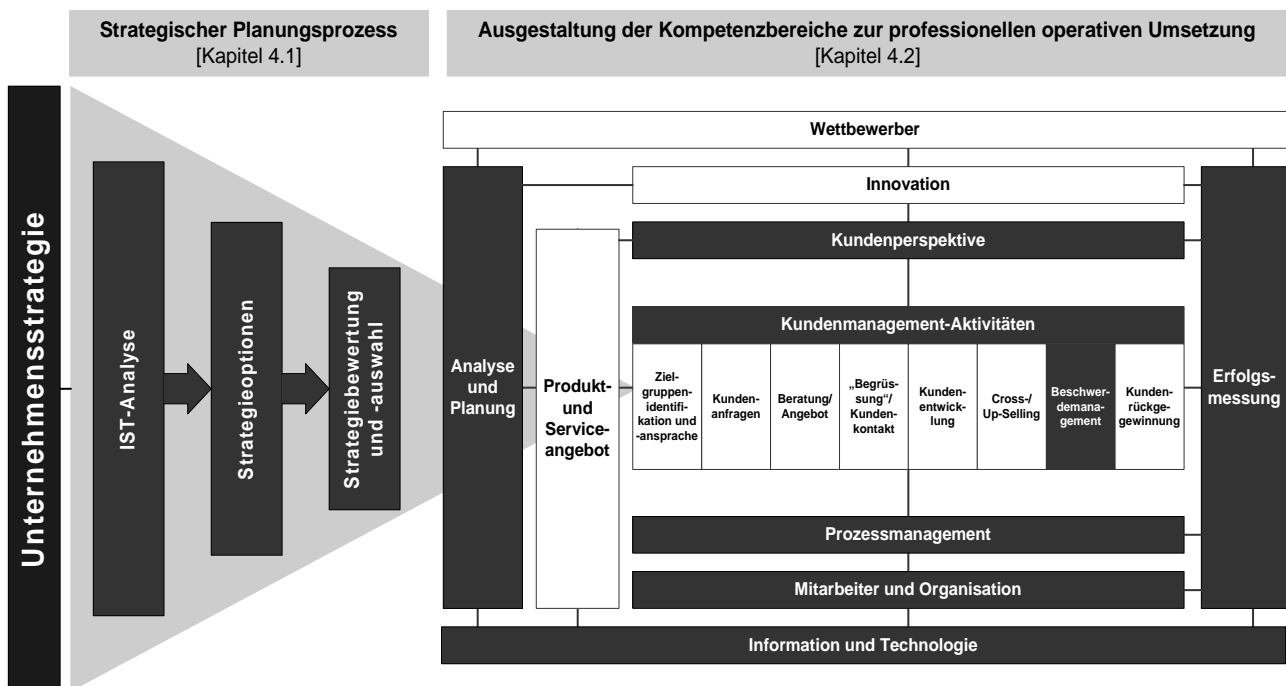 Strategischer Planungsprozess
[Kapitel 4.1]
Ausgestaltung der Kompetenzbereiche zur professionellen operativen Umsetzung
[Kapitel 4.2]
Unternehmensstrategie
IST-Analyse
Strategieoptionen
Strategiebewertung
und -auswahl
Wettbewerber
Analyse
und
Planung
Produkt-
und
Service-
angebot
Innovation
Kundenperspektive
Kundenmanagement-Aktivitäten
Ziel-
gruppen-
identifi-
kation und
-ansprache
Kunden-
anfragen
Beratung/
Angebot
„Begrüs-
sung“/
Kunden-
kontakt
Kunden-
entwick-
lung
Cross-/
Up-Selling
Beschwer-
demana-
gement
Kunden-
rückge-
gewinnung
Prozessmanagement
Mitarbeiter und Organisation
Erfolgs-
messung
Information und Technologie